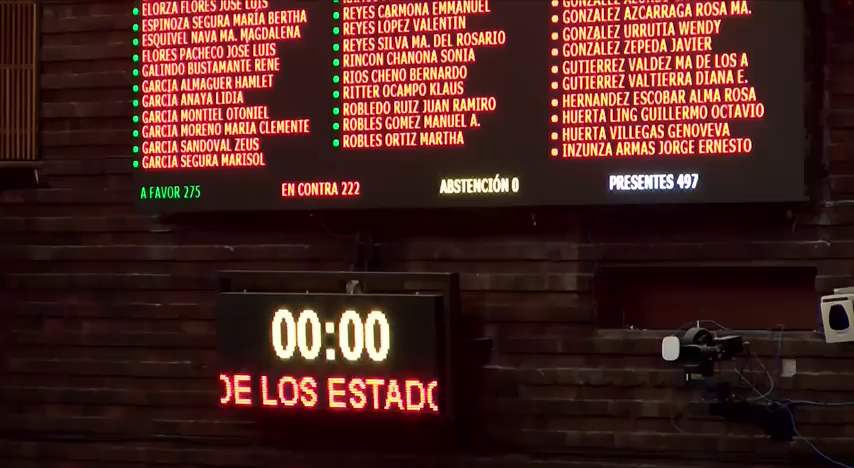 ELORZA FLORES JOSE LUIS
ESPINOZA SEGURA MARIA BERTHA
ESQUIVEL NAVA MA. MAGDALENA
FLORES PACHECO JOSÉ LUIS
GALINDO BUSTAMANTE RENE
GARCIA ALMAGUER HAMLET
GARCIA ANAYA LIDIA
GARCIA MONTIEL OTONIEL
GARCIA MORENO MARIA CLEMENTE
GARCIA SANDOVAL ZEUS
GARCIA SEGURA MARISOL
REYES CARMONA EMMANUEL
REYES LÓPEZ VALENTIN
REYES SILVA MA. DEL ROSARIO
RINCON CHANONA SONIA
RIOS CHENO BERNARDO
RITTER OCAMPO KLAUS
ROBLEDO RUIZ JUAN RAMIRO
ROBLES GOMEZ MANUEL A.
ROBLES ORTIZ MARTHA
GONZALEZ AZCARRAGA ROSA MA.
GONZALEZ URRUTIA WENDY
GONZÁLEZ ZEPEDA JAVIER
GUTIERREZ VALDEZ MA DE LOS A
GUTIERREZ VALTIERRA DIANA E.
HERNANDEZ ESCOBAR ALMA ROSA
HUERTA LING GUILLERMO OCTAVIO
HUERTA VILLEGAS GENOVEVA
INZUNZA ARMAS JORGE ERNESTO
A FAVOR 275 EN CONTRA 222 ABSTENCIÓN 0 PRESENTES 497
00:00
DE LOS ESTADO